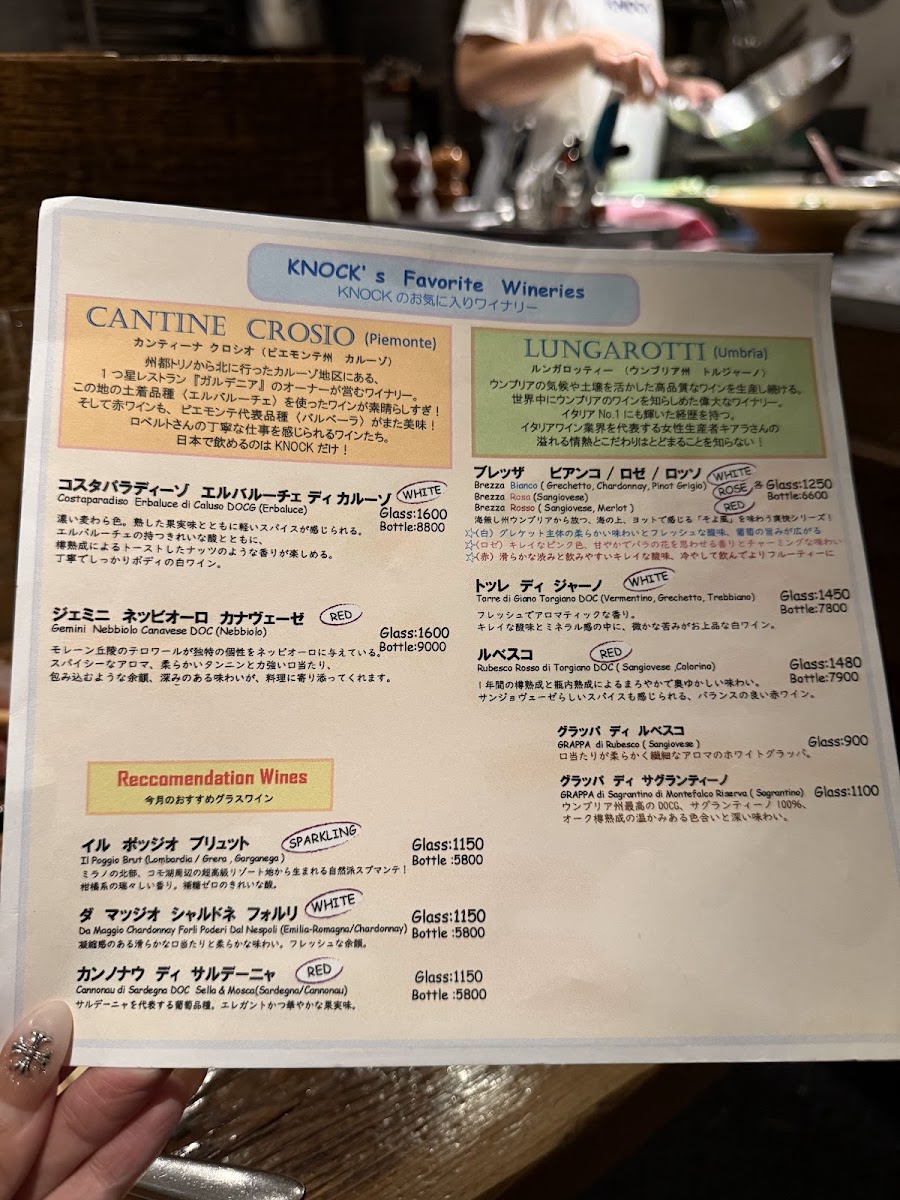 KNOCK's Favorite Wineries
KNOCKのお気に入りワイナリー
CANTINE CROSIO (Piemonte)
カンティーナ クロシオ（ピエモンテ州 カルーゾ）
州都トリノから北に行ったカルーゾ地区にある、
1つ星レストラン『ガルデニア』のオーナーが営むワイナリー。
この地の土着品種（エルバルーチェ）を使ったワインが素晴らしすぎ！
そして赤ワインも、ピエモンテ代表品種（バルベーラ）がまた美味！
ロベルトさんの丁寧な仕事を感じられるワインたち。
日本で飲めるのはKNOCKだけ！
コスタパラディーゾ エルバルーチェ ディ カルーゾ WHITE
Costaparadiso Erbaluce di Caluso DOCG (Erbaluce)
Glass:1600
Bottle:8800
濃い麦わら色。熟した果実味とともに軽いスパイスが感じられる。
エルバルーチェの持つきれいな酸とともに、
樽熟成によるトーストしたナッツのような香りが楽しめる。
丁寧でしっかりボディの白ワイン。
ジェミニ ネッビオーロ カナヴェーゼ RED
Gemini Nebbiolo Canavese DOC (Nebbiolo)
Glass:1600
Bottle:9000
モレーン丘陵のテロワールが独特の個性をネッビオーロに与えている。
スパイシーなアロマ、柔らかいタンニンと力強い口当たり、
包み込むような余韻、深みのある味わいが、料理に寄り添ってくれます。
Reccomendation Wines
今月のおすすめグラスワイン
イル ポッジオ ブリュット SPARKLING
Il Poggio Brut (Lombardia / Grera , Garganega )
Glass:1150
Bottle :5800
ミラノの北部、コモ湖周辺の超高級リゾート地から生まれる自然派スプマンテ！
柑橘系の瑞々しい香り。補糖ゼロのきれいな酸。
ダ マッジオ シャルドネ フォルリ WHITE
Da Maggio Chardonnay Forli Poderi Dal Nespoli (Emilia-Romagna/Chardonnay)
Glass:1150
Bottle :5800
凝縮感のある滑らかな口当たりと柔らかな味わい。フレッシュな余韻。
カンノナウ ディ サルデーニャ RED
Cannonau di Sardegna DOC Sella & Mosca(Sardegna/Cannonau)
Glass:1150
Bottle :5800
サルデーニャを代表する葡萄品種。エレガントかつ華やかな果実味。
LUNGAROTTI (Umbria)
ルンガロッティー （ウンブリア州 トルジャーノ）
ウンブリアの気候や土壌を活かした高品質なワインを生産し続ける。
世界中にウンブリアのワインを知らしめた偉大なワイナリー。
イタリアNo.1にも輝いた経歴を持つ。
イタリアワイン業界を代表する女性生産者キアラさんの
溢れる情熱とこだわりはとどまることを知らない！
ブレッザ ビアンコ / ロゼ / ロッソ WHITE
Brezza Bianco ( Grechetto, Chardonnay, Pinot Grigio)
Brezza Rosa (Sangiovese) ROSE
Brezza Rosso (Sangiovese, Merlot ) RED
各Glass:1250
Bottle:6600
海無し州ウンブリアから放つ、海の上、ヨットで感じる「そよ風」を味わう爽快シリーズ！
☆(白) グレケット主体の柔らかい味わいとフレッシュな酸味、葡萄の旨みが広がる
☆(ロゼ) キレイなピンク色、甘やかでバラの花を思わせる香りとチャーミングな味わい
☆(赤) 滑らかな渋みと飲みやすいキレイな酸味、冷やして飲んでよりフルーティーに
トッレ ディ ジャーノ WHITE
Torre di Giano Torgiano DOC (Vermentino, Grechetto, Trebbiano)
Glass:1450
Bottle:7800
フレッシュでアロマティックな香り。
キレイな酸味とミネラル感の中に、微かな苦みがお上品な白ワイン。
ルベスコ RED
Rubesco Rosso di Torgiano DOC ( Sangiovese ,Colorino)
Glass:1480
Bottle:7900
1年間の樽熟成と瓶内熟成によるまろやかで奥ゆかしい味わい。
サンジョヴェーゼらしいスパイスも感じられる、バランスの良い赤ワイン。
グラッパ ディ ルベスコ
GRAPPA di Rubesco ( Sangiovese )
Glass:900
口当たりが柔らかく繊細なアロマのホワイトグラッパ。
グラッパ ディ サグランティーノ
GRAPPA di Sagrantino di Montefalco Riserva ( Sagrantino)
Glass:1100
ウンブリア州最高のDOCG、サグランティーノ100%、
オーク樽熟成の温かみある色合いと深い味わい。